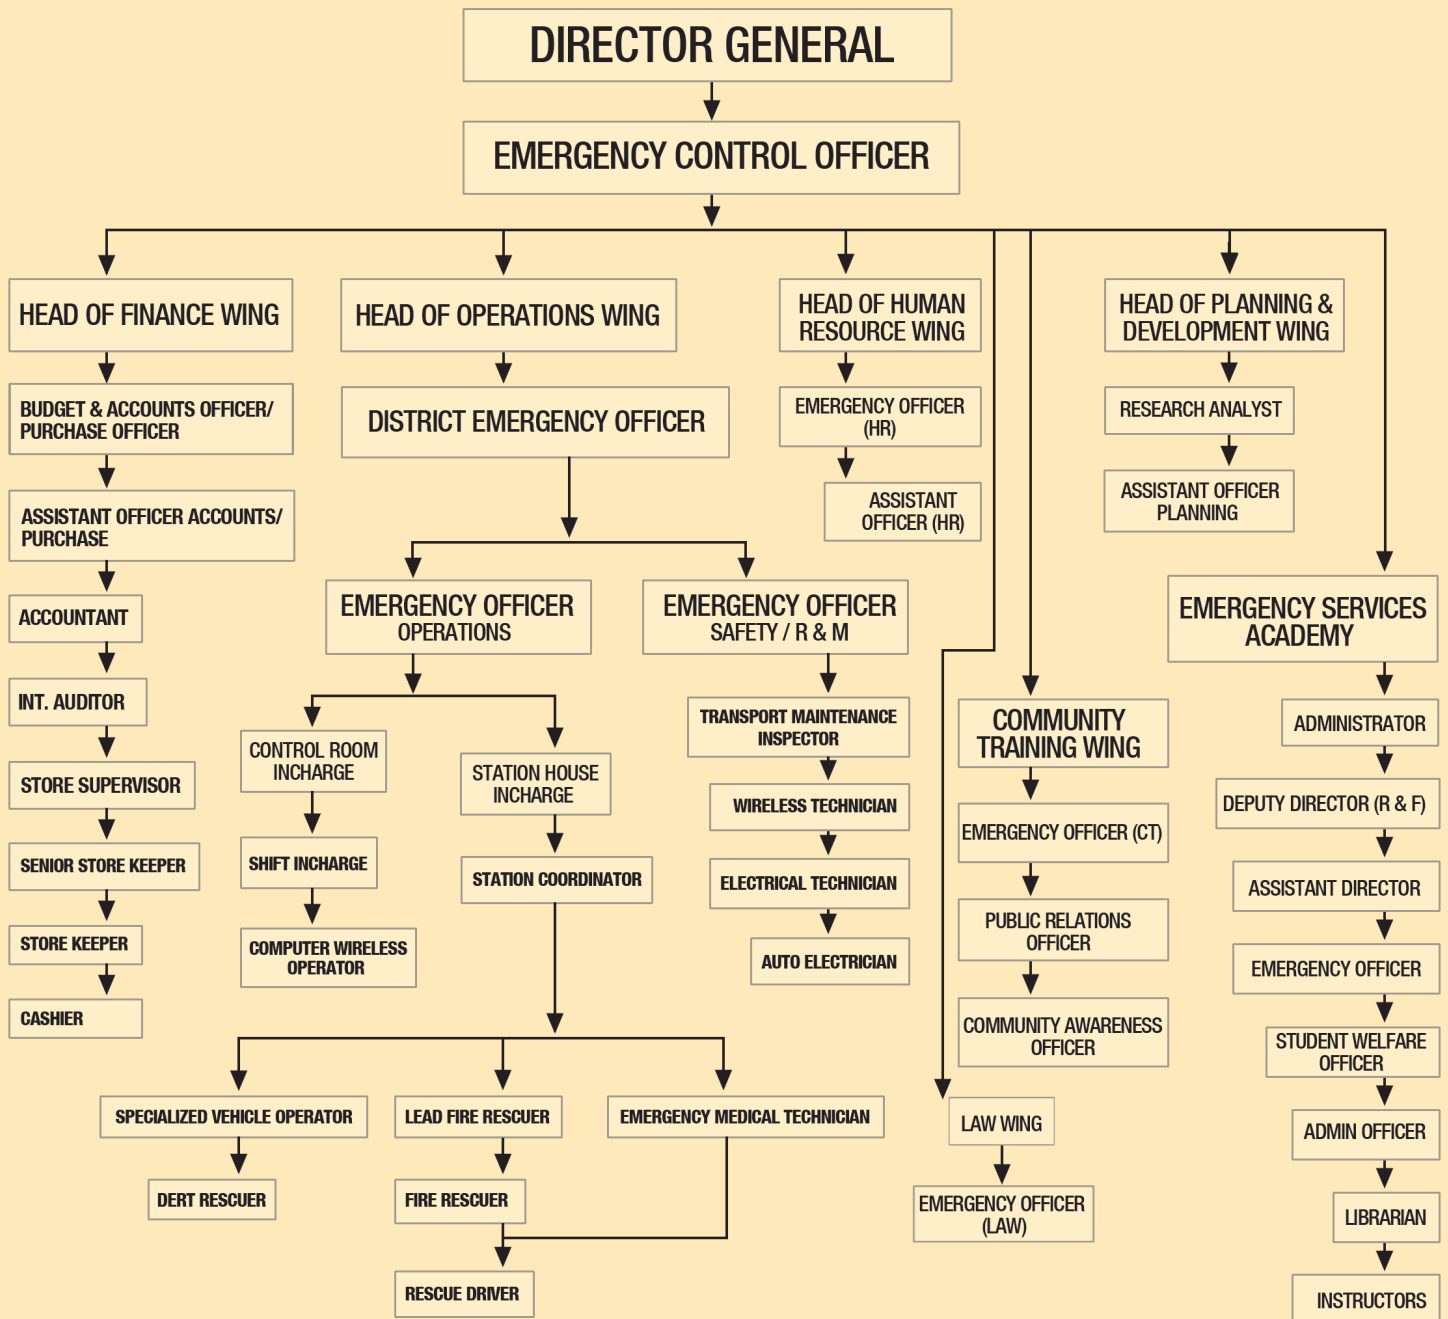 DIRECTOR GENERAL
EMERGENCY CONTROL OFFICER
HEAD OF FINANCE WING
BUDGET & ACCOUNTS OFFICER/
PURCHASE OFFICER
ASSISTANT OFFICER ACCOUNTS/
PURCHASE
ACCOUNTANT
INT. AUDITOR
STORE SUPERVISOR
SENIOR STORE KEEPER
STORE KEEPER
CASHIER
HEAD OF OPERATIONS WING
DISTRICT EMERGENCY OFFICER
EMERGENCY OFFICER
OPERATIONS
CONTROL ROOM
INCHARGE
SHIFT INCHARGE
COMPUTER WIRELESS
OPERATOR
STATION HOUSE
INCHARGE
STATION COORDINATOR
SPECIALIZED VEHICLE OPERATOR
DERT RESCUER
LEAD FIRE RESCUER
FIRE RESCUER
EMERGENCY MEDICAL TECHNICIAN
RESCUE DRIVER
EMERGENCY OFFICER
SAFETY / R & M
TRANSPORT MAINTENANCE
INSPECTOR
WIRELESS TECHNICIAN
ELECTRICAL TECHNICIAN
AUTO ELECTRICIAN
HEAD OF HUMAN
RESOURCE WING
EMERGENCY OFFICER
(HR)
ASSISTANT
OFFICER (HR)
LAW WING
EMERGENCY OFFICER
(LAW)
COMMUNITY
TRAINING WING
EMERGENCY OFFICER (CT)
PUBLIC RELATIONS
OFFICER
COMMUNITY AWARENESS
OFFICER
HEAD OF PLANNING &
DEVELOPMENT WING
RESEARCH ANALYST
ASSISTANT OFFICER
PLANNING
EMERGENCY SERVICES
ACADEMY
ADMINISTRATOR
DEPUTY DIRECTOR (R & F)
ASSISTANT DIRECTOR
EMERGENCY OFFICER
STUDENT WELFARE
OFFICER
ADMIN OFFICER
LIBRARIAN
INSTRUCTORS